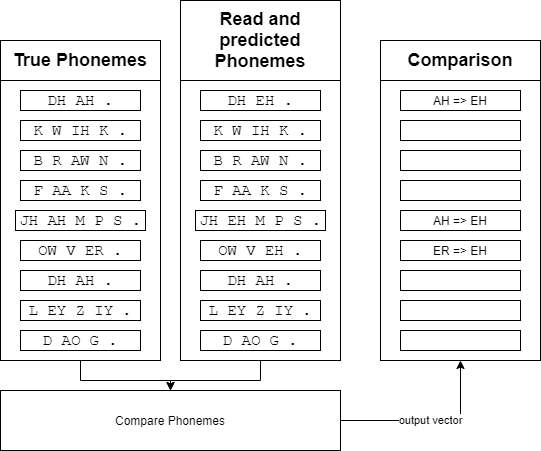 True Phonemes
DH AH .
K W IH K .
B R AW N .
F AA K S .
JH AH M P S .
OW V ER .
DH AH .
L EY Z IY .
D AO G .
Read and
predicted
Phonemes
DH EH .
K W IH K .
B R AW N .
F AA K S .
JH EH M P S .
OW V EH .
DH AH .
L EY Z IY .
D AO G .
Comparison
AH => EH
AH => EH
ER => EH
Compare Phonemes
output vector